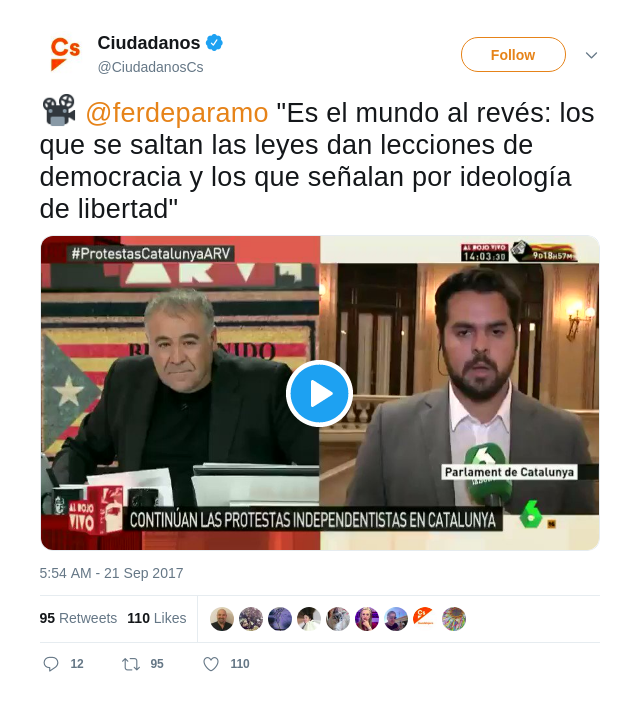 Cs
Ciudadanos
@CiudadanosCs
Follow
@ferdeparamo "Es el mundo al revés: los
que se saltan las leyes dan lecciones de
democracia y los que señalan por ideología
de libertad"
#ProtestasCatalunyaARV
AL ROJO VIVO
14:03:30
9D18H57M
Parlament de Catalunya
AL ROJO
VIVO
CONTINÚAN LAS PROTESTAS INDEPENDENTISTAS EN CATALUNYA
5:54 AM - 21 Sep 2017
95 Retweets 110 Likes
12 95 110